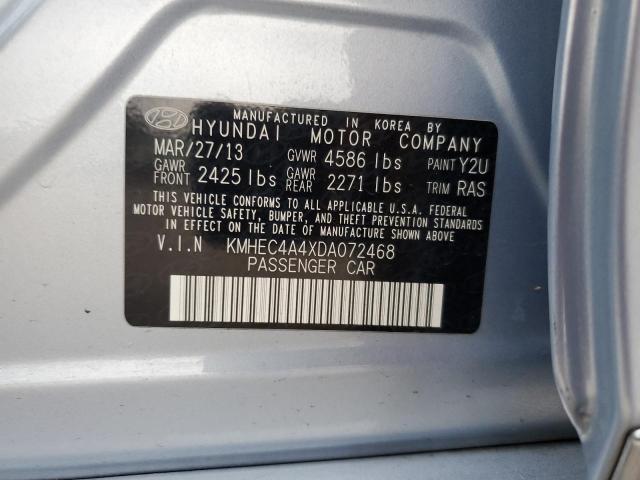 MANUFACTURED IN KOREA BY
HYUNDAI MOTOR COMPANY
MAR/27/13 GVWR 4586 lbs PAINT Y2U
GAWR FRONT 2425 lbs GAWR REAR 2271 lbs TRIM RAS
THIS VEHICLE CONFORMS TO ALL APPLICABLE U.S.A. FEDERAL
MOTOR VEHICLE SAFETY, BUMPER, AND THEFT PREVENTION STANDARDS
IN EFFECT ON THE DATE OF MANUFACTURE SHOWN ABOVE.
V.I.N KMHEC4A4XDA072468
PASSENGER CAR